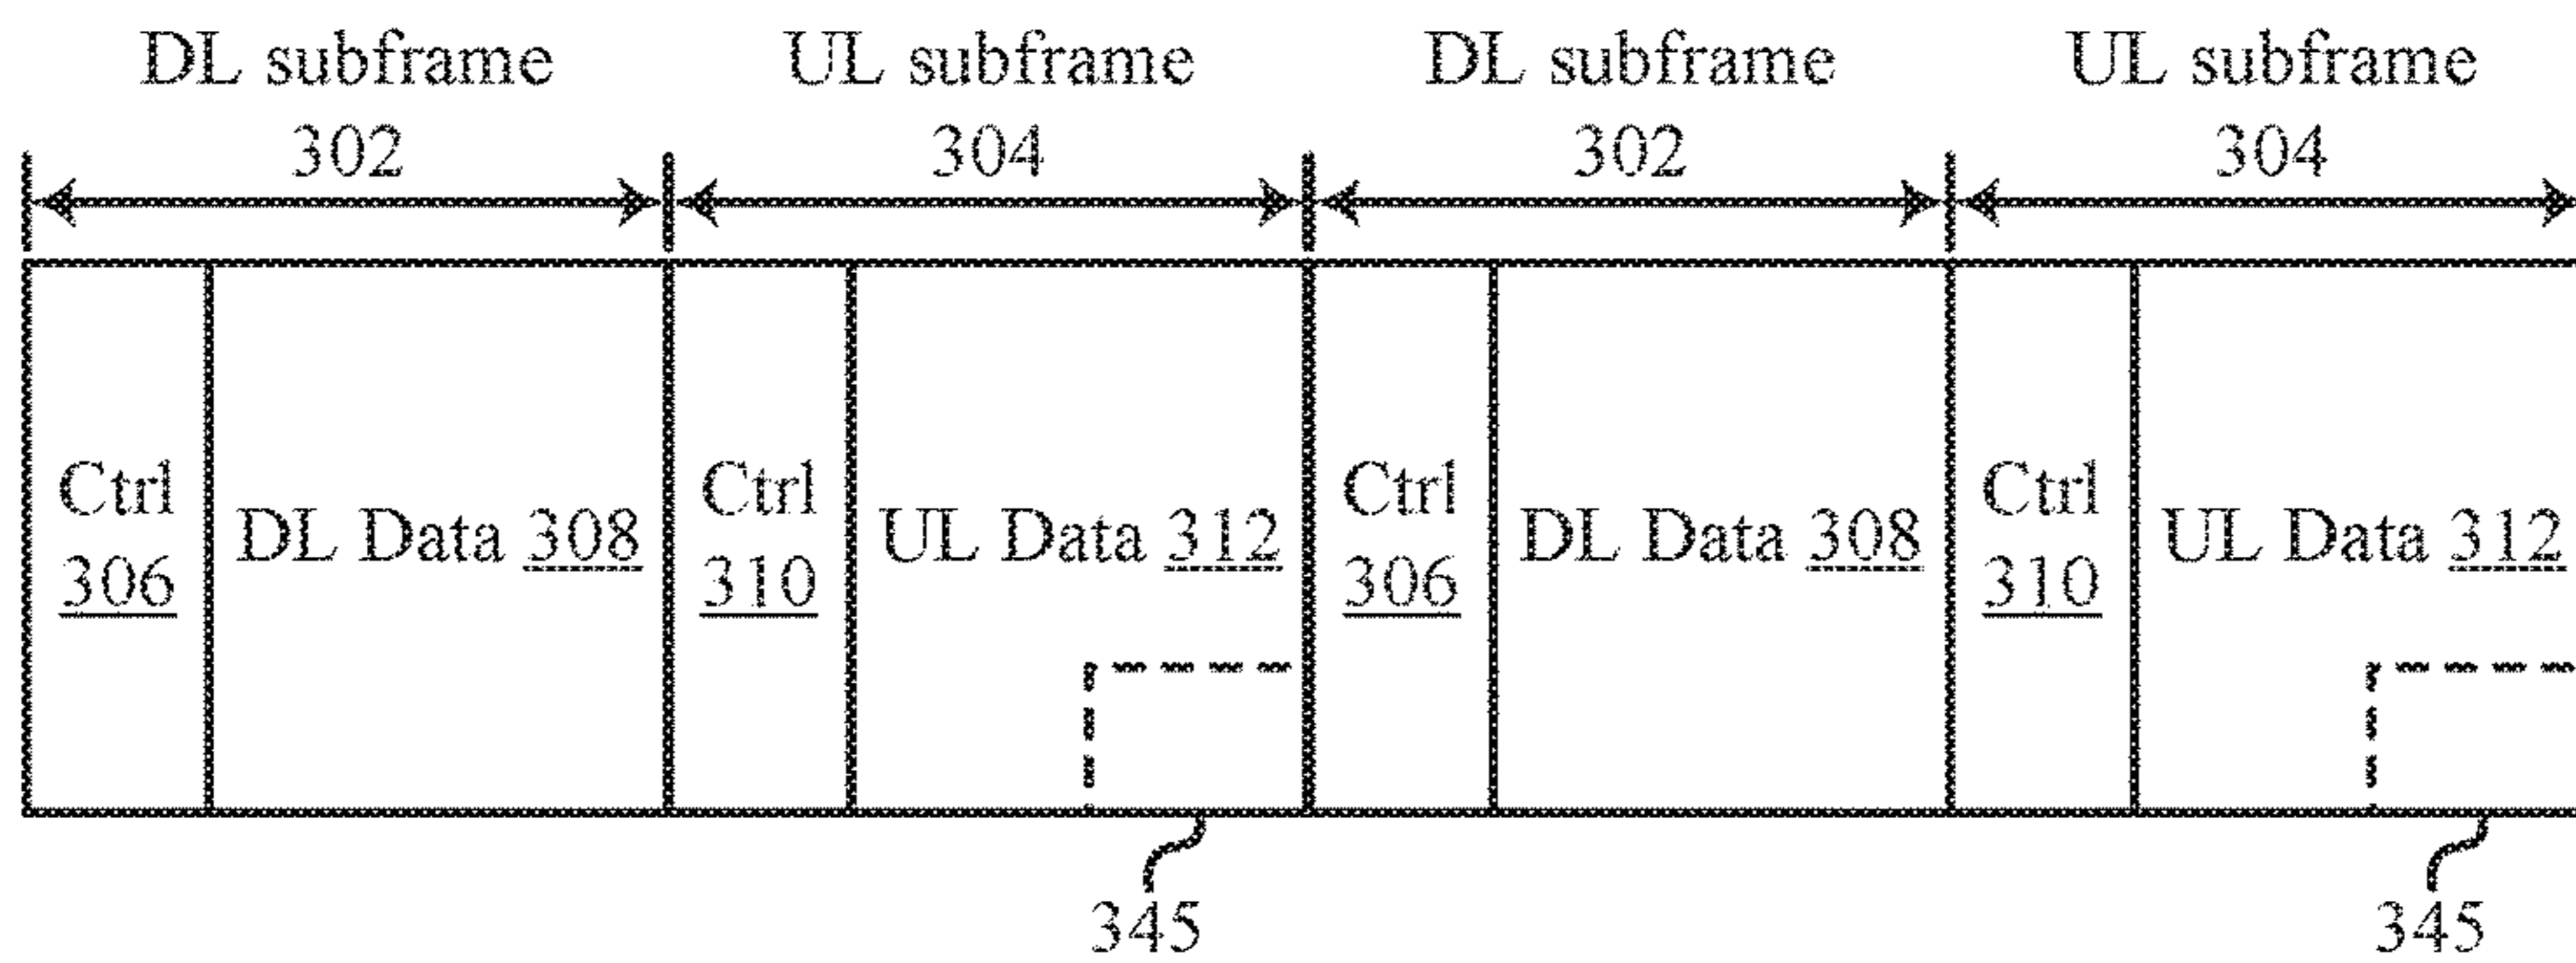 DL subframe
302
UL subframe
304
DL subframe
302
UL subframe
304
Ctrl
306
DL Data 308
Ctrl
310
UL Data 312
Ctrl
306
DL Data 308
Ctrl
310
UL Data 312
345
345